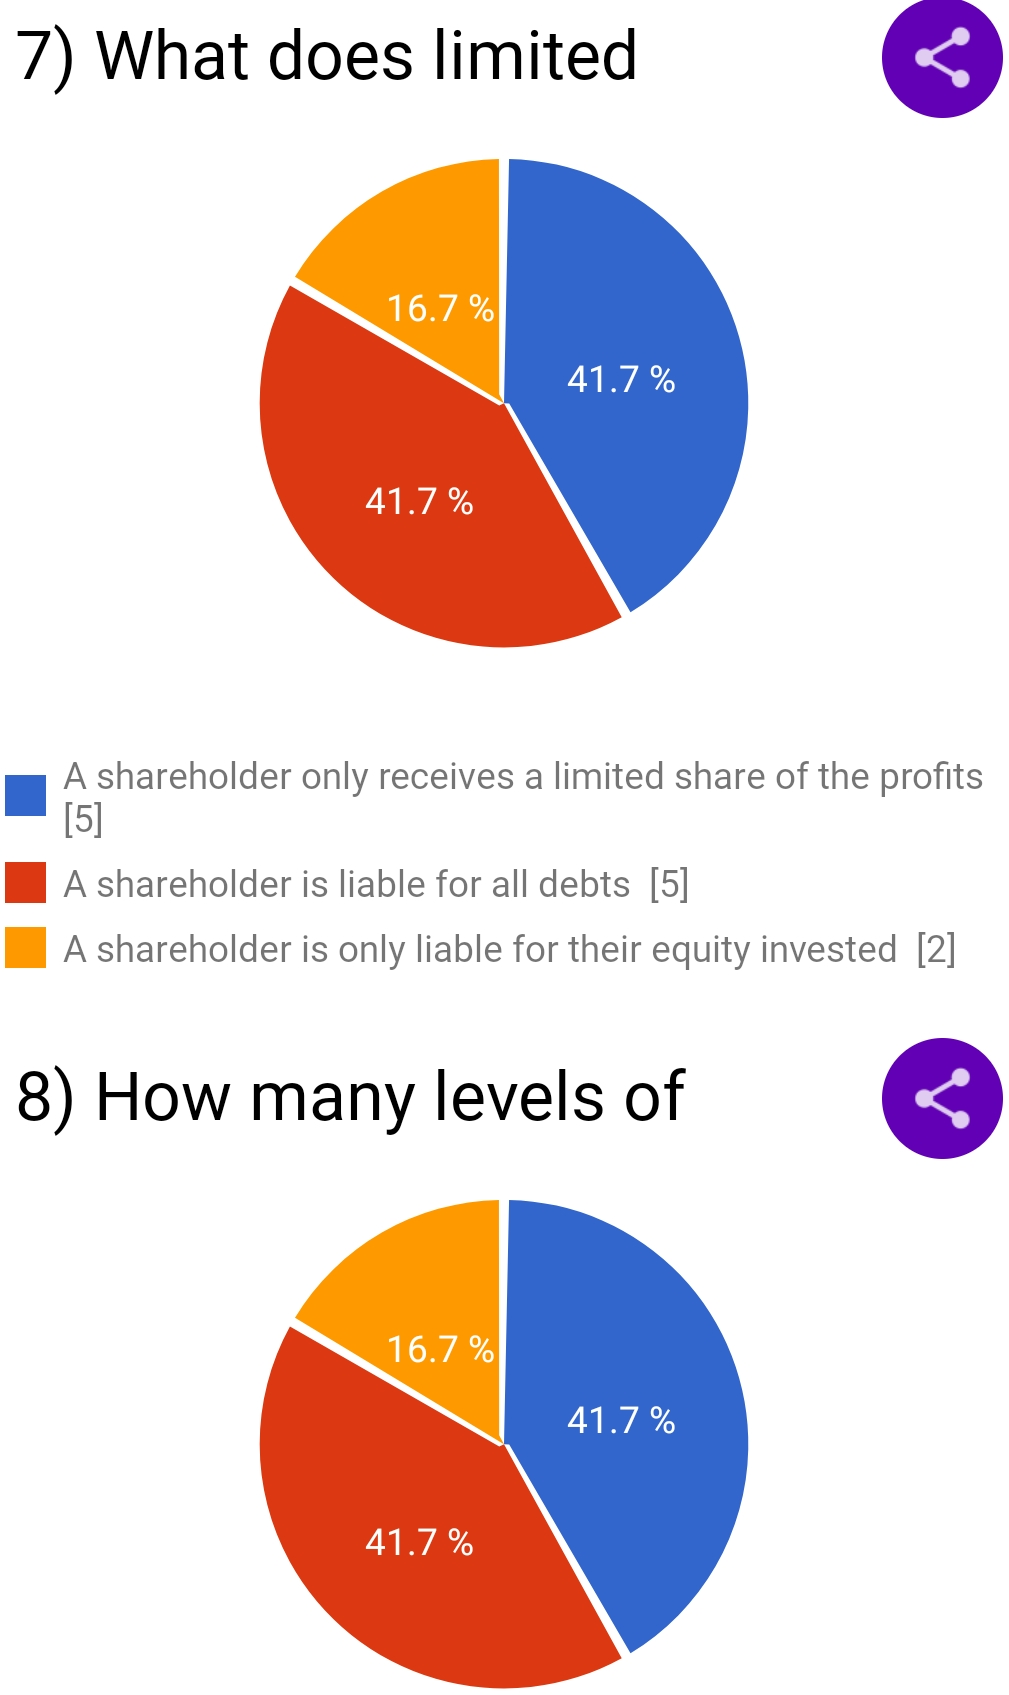 7) What does limited
16.7 %
41.7 %
41.7 %
A shareholder only receives a limited share of the profits
[5]
A shareholder is liable for all debts  [5]
A shareholder is only liable for their equity invested  [2]
8) How many levels of
16.7 %
41.7 %
41.7 %